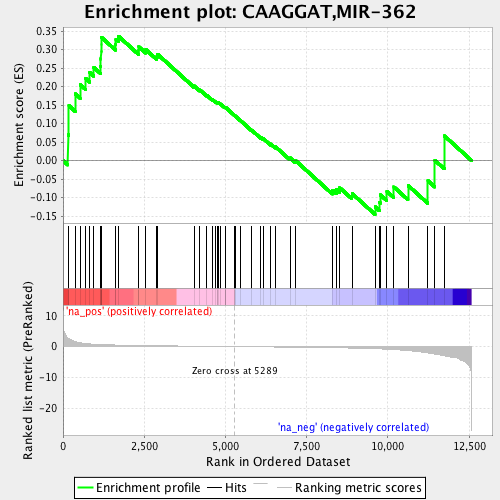 Enrichment plot: CAAGGAT,MIR-362
Enrichment score (ES)
0.35
0.30
0.25
0.20
0.15
0.10
0.05
0.00
-0.05
-0.10
-0.15
'na_pos' (positively correlated)
Ranked list metric (PreRanked)
10
5
0
-5
-10
-20
Zero cross at 5289
'na_neg' (negatively correlated)
0
2,500
5,000
7,500
10,000
12,500
Rank in Ordered Dataset
Enrichment profile
Hits
Ranking metric scores